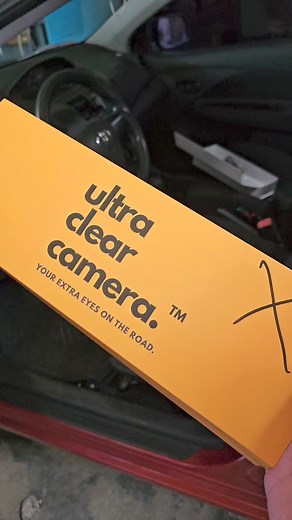 ultra
clear
camera.™
YOUR EXTRA EYES ON THE ROAD.
X